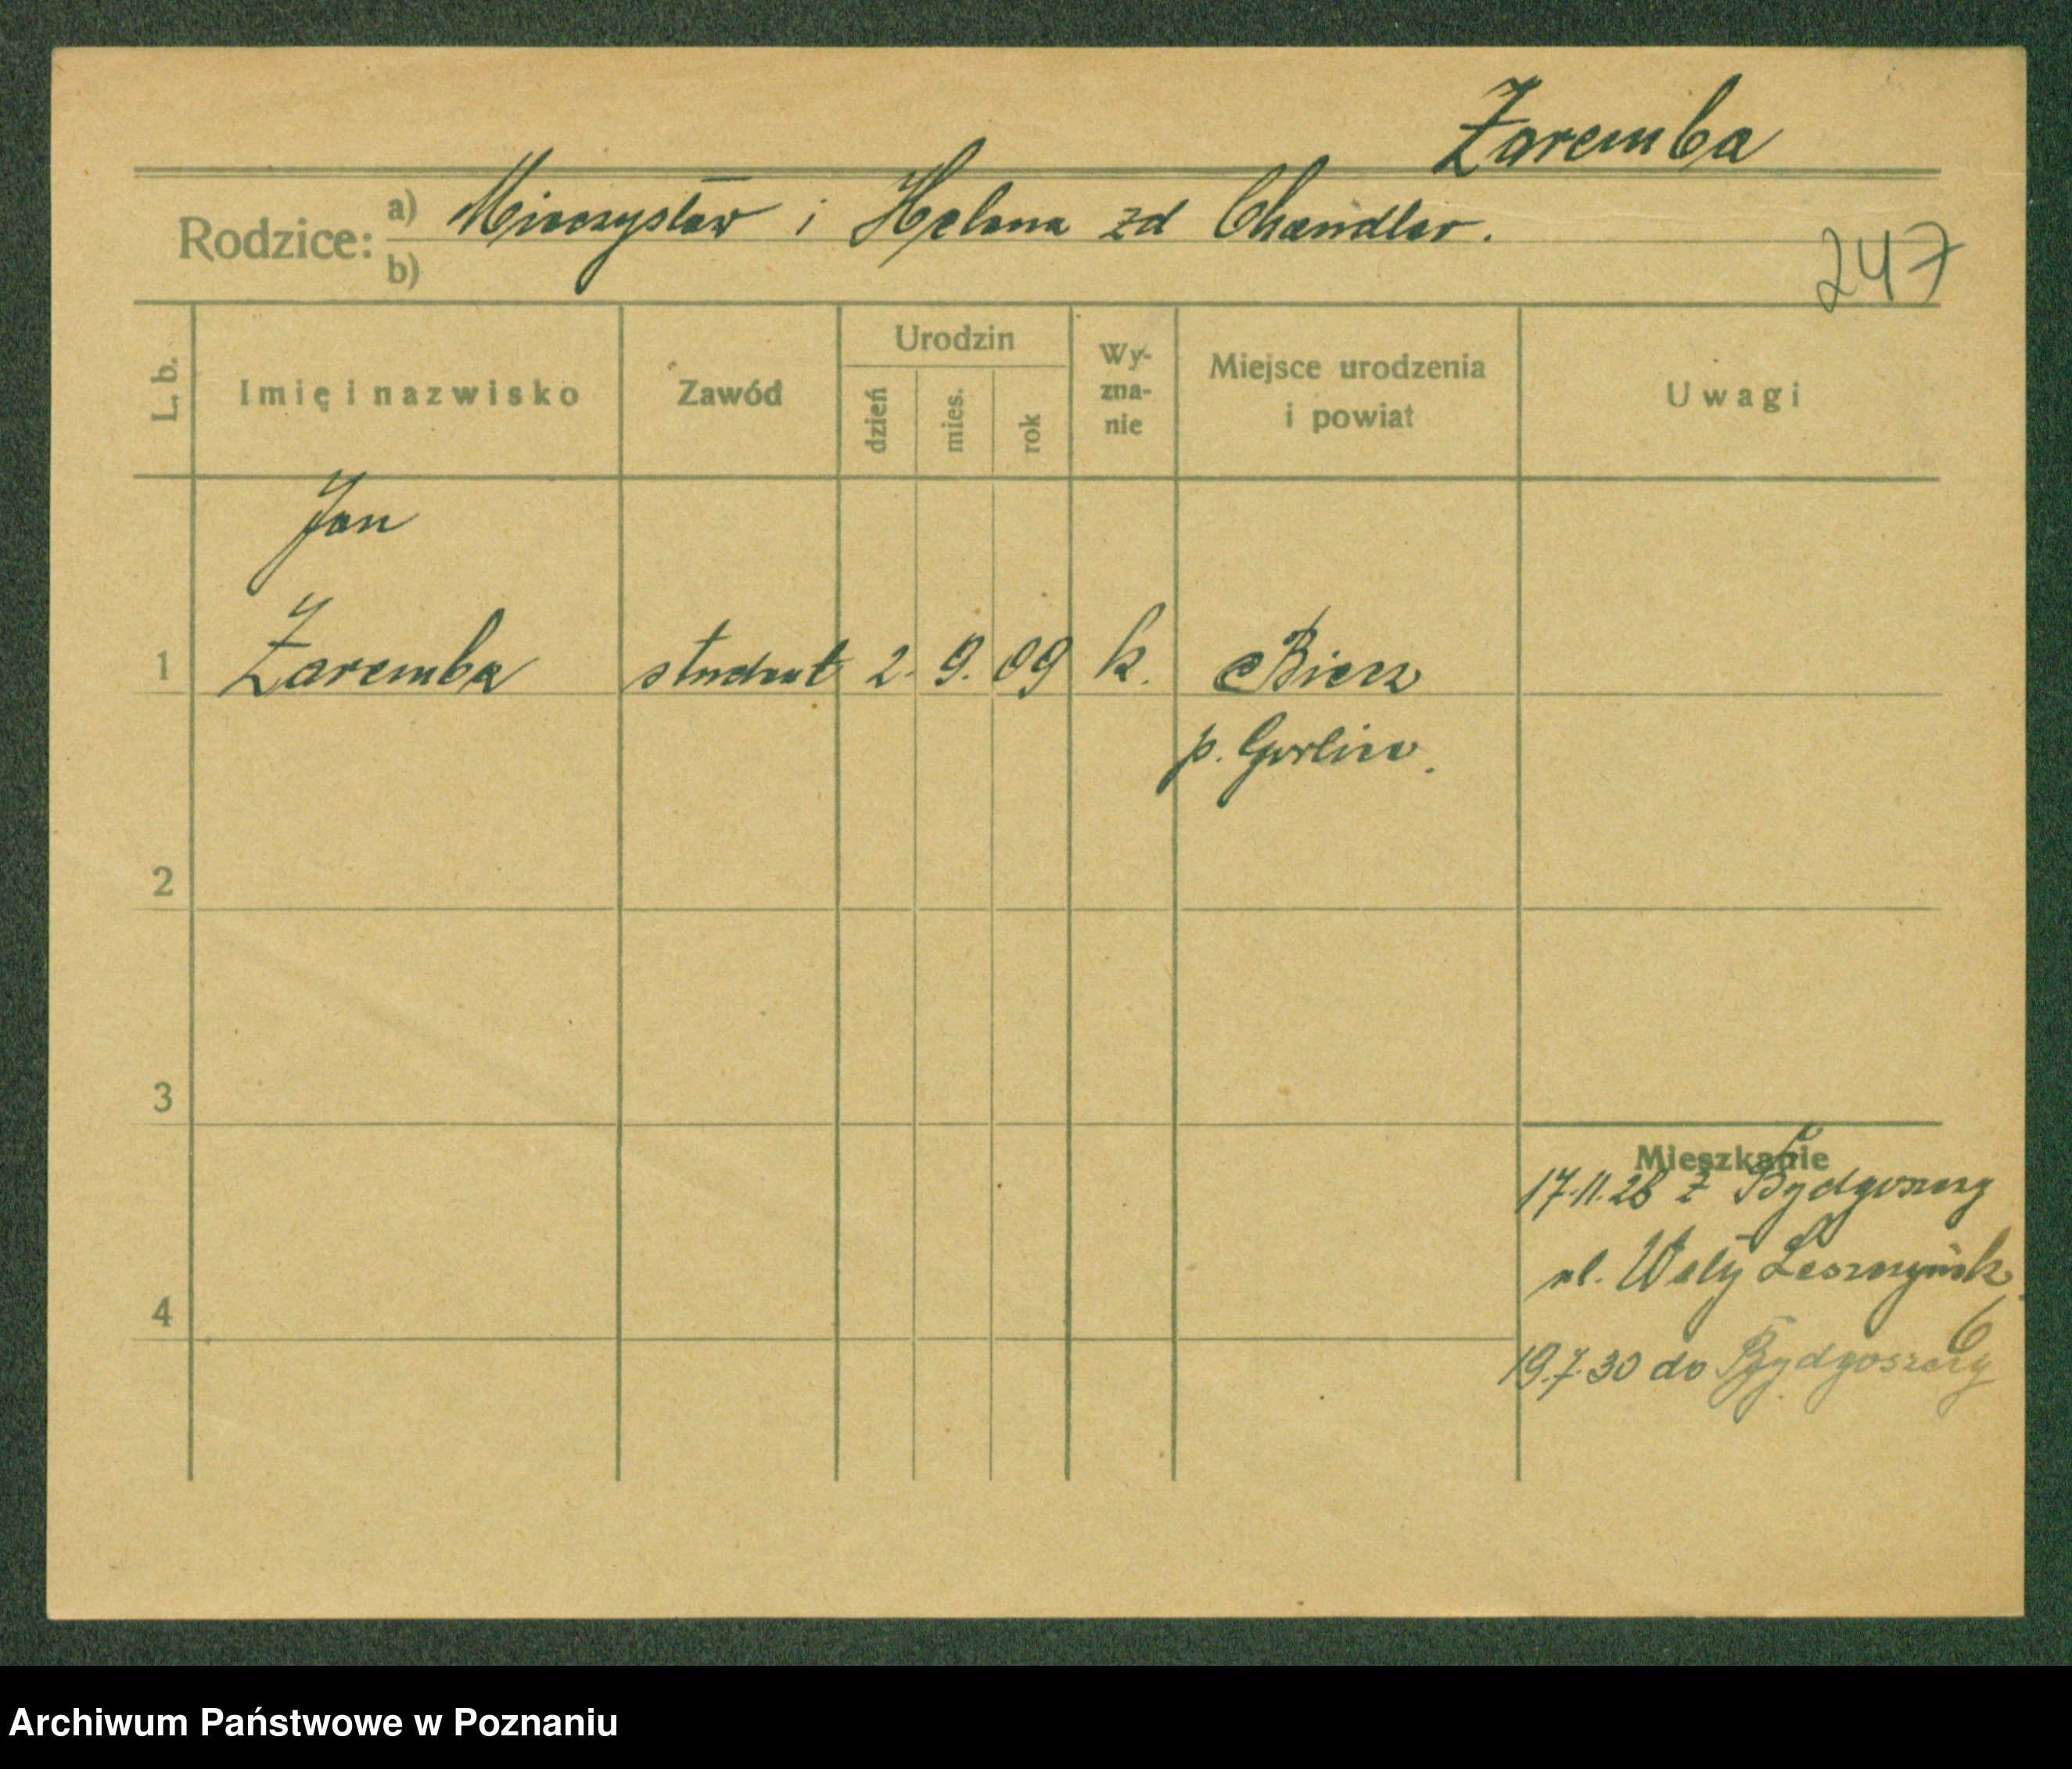 Zaremba
Rodzice: a) Mieczysław i Helena zd Chandler.
b)
247
L. b. Imię i nazwisko Zawód Urodzin dzień mies. rok Wy-zna-nie Miejsce urodzenia i powiat Uwagi
Jan
1 Zaremba student 2. 9. 09 k. Biecz
p. Gorlice.
2
3
Mieszkanie
17.11.28 z Bydgoszczy
ul. Wały Leszczyńsk.
4
6
19.7.30 do Bydgoszczy
Archiwum Państwowe w Poznaniu